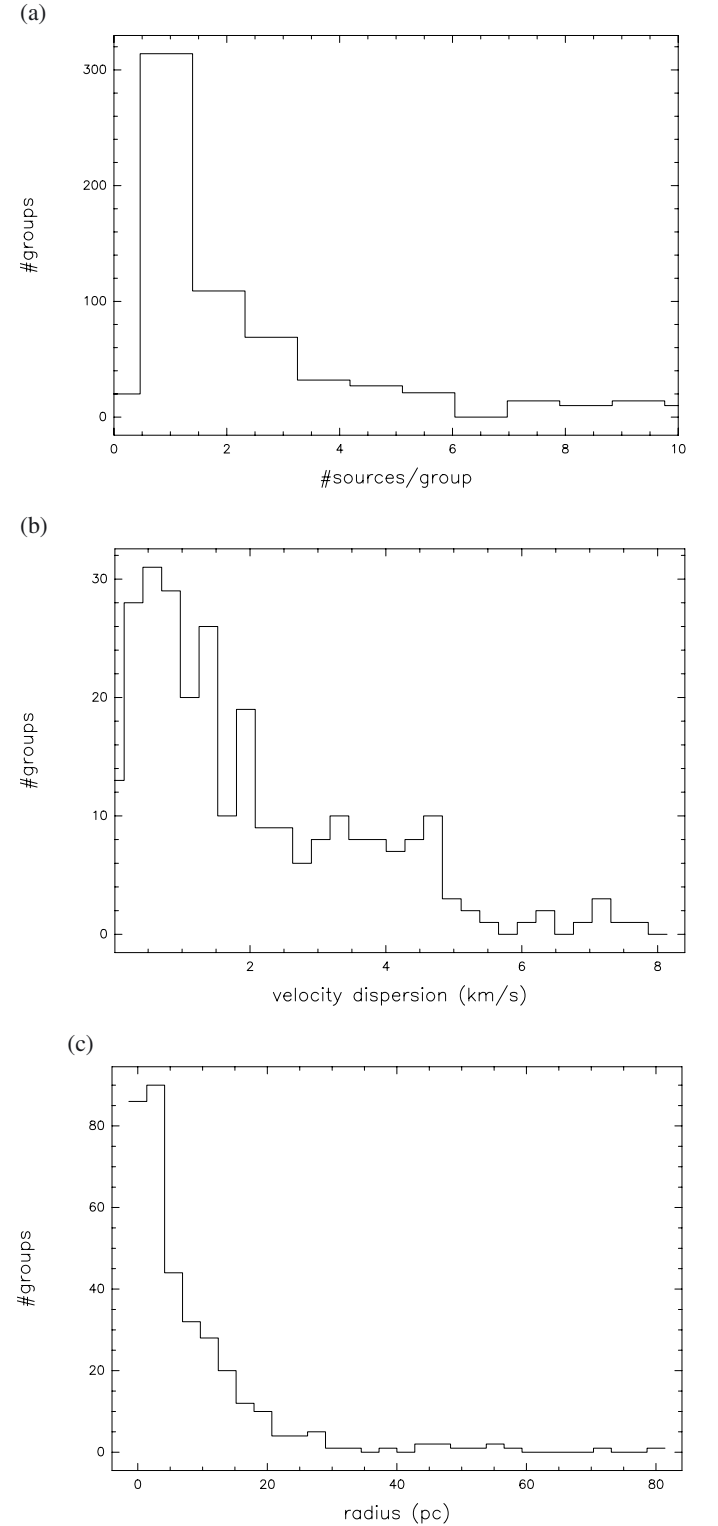 (a)
300
200
100
0
#groups
0 2 4 6 8 10
#sources/group
(b)
30
20
10
0
#groups
2 4 6 8
velocity dispersion (km/s)
(c)
80
60
40
20
0
#groups
0 20 40 60 80
radius (pc)